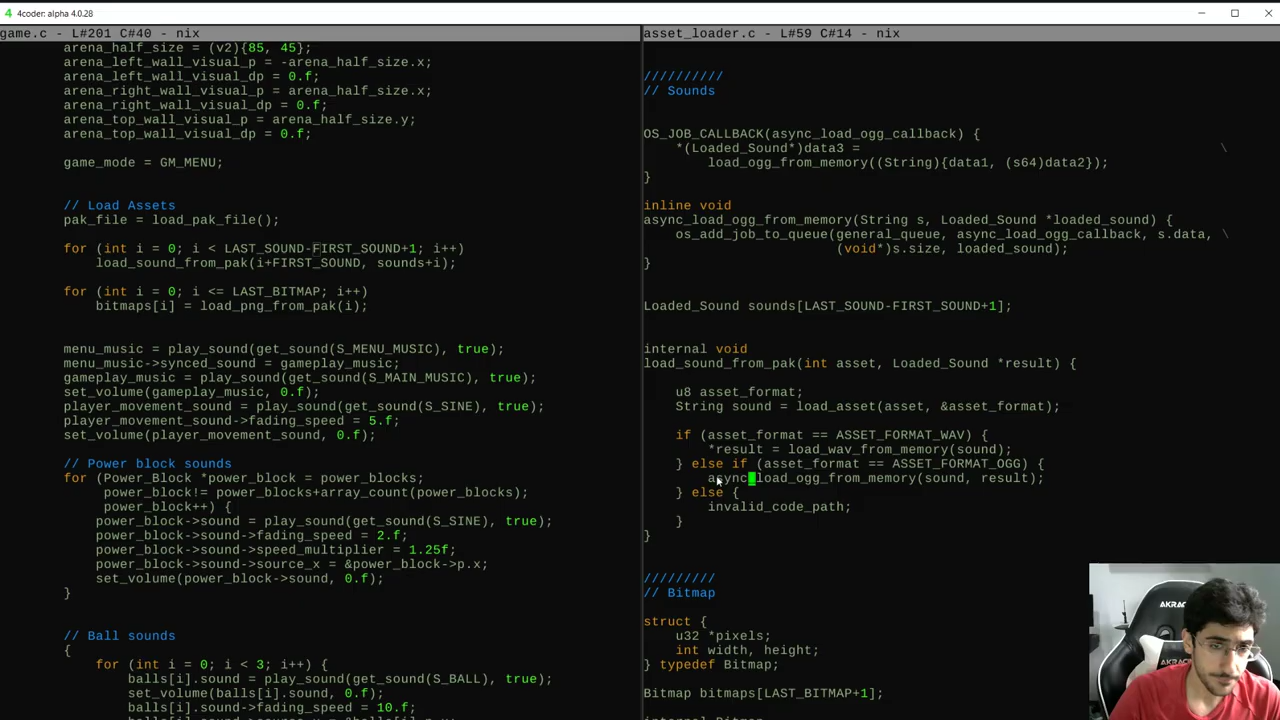 4coder: alpha 4.0.28
game.c - L#201 C#40 - nix
arena_half_size = (v2){85, 45};
arena_left_wall_visual_p = -arena_half_size.x;
arena_left_wall_visual_dp = 0.f;
arena_right_wall_visual_p = arena_half_size.x;
arena_right_wall_visual_dp = 0.f;
arena_top_wall_visual_p = arena_half_size.y;
arena_top_wall_visual_dp = 0.f;
game_mode = GM_MENU;
// Load Assets
pak_file = load_pak_file();
for (int i = 0; i < LAST_SOUND-FIRST_SOUND+1; i++)
load_sound_from_pak(i+FIRST_SOUND, sounds+i);
for (int i = 0; i <= LAST_BITMAP; i++)
bitmaps[i] = load_png_from_pak(i);
menu_music = play_sound(get_sound(S_MENU_MUSIC), true);
menu_music->synced_sound = gameplay_music;
gameplay_music = play_sound(get_sound(S_MAIN_MUSIC), true);
set_volume(gameplay_music, 0.f);
player_movement_sound = play_sound(get_sound(S_SINE), true);
player_movement_sound->fading_speed = 5.f;
set_volume(player_movement_sound, 0.f);
// Power block sounds
for (Power_Block *power_block = power_blocks;
power_block!= power_blocks+array_count(power_blocks);
power_block++) {
power_block->sound = play_sound(get_sound(S_SINE), true);
power_block->sound->fading_speed = 2.f;
power_block->sound->speed_multiplier = 1.25f;
power_block->sound->source_x = &power_block->p.x;
set_volume(power_block->sound, 0.f);
}
// Ball sounds
{
for (int i = 0; i < 3; i++) {
balls[i].sound = play_sound(get_sound(S_BALL), true);
set_volume(balls[i].sound, 0.f);
balls[i].sound->fading_speed = 10.f;
asset_loader.c - L#59 C#14 - nix
//////////
// Sounds
OS_JOB_CALLBACK(async_load_ogg_callback) {
*(Loaded_Sound*)data3 = \
load_ogg_from_memory((String){data1, (s64)data2});
}
inline void
async_load_ogg_from_memory(String s, Loaded_Sound *loaded_sound) {
os_add_job_to_queue(general_queue, async_load_ogg_callback, s.data, \
(void*)s.size, loaded_sound);
}
Loaded_Sound sounds[LAST_SOUND-FIRST_SOUND+1];
internal void
load_sound_from_pak(int asset, Loaded_Sound *result) {
u8 asset_format;
String sound = load_asset(asset, &asset_format);
if (asset_format == ASSET_FORMAT_WAV) {
*result = load_wav_from_memory(sound);
} else if (asset_format == ASSET_FORMAT_OGG) {
async_load_ogg_from_memory(sound, result);
} else {
invalid_code_path;
}
}
/////////
// Bitmap
struct {
u32 *pixels;
int width, height;
} typedef Bitmap;
Bitmap bitmaps[LAST_BITMAP+1];